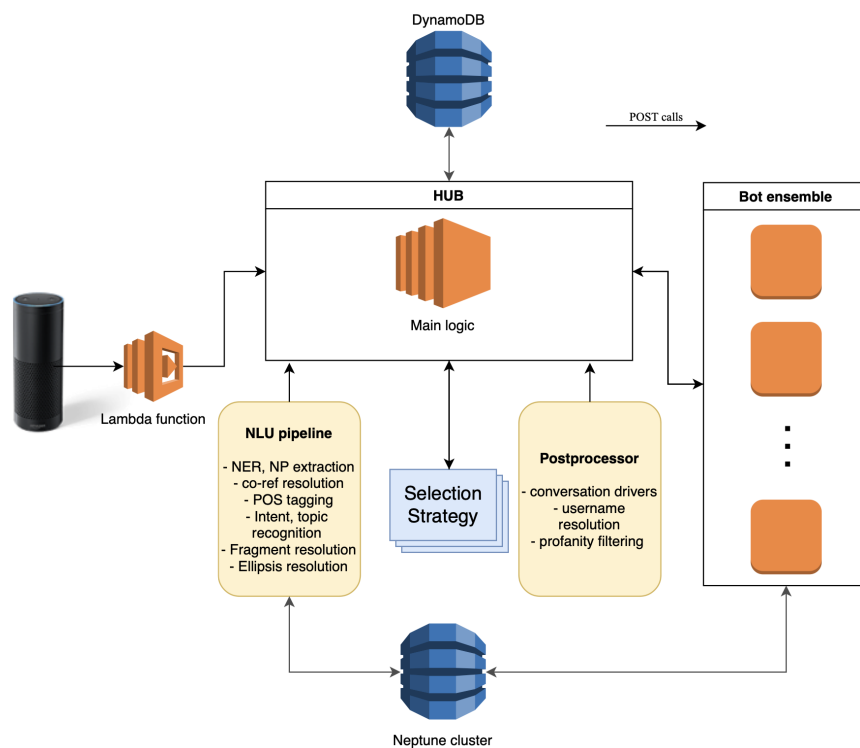 DynamoDB
POST calls
HUB
Bot ensemble
Main logic
Lambda function
NLU pipeline
- NER, NP extraction
- co-ref resolution
- POS tagging
- Intent, topic
recognition
- Fragment resolution
- Ellipsis resolution
Selection
Strategy
Postprocessor
- conversation drivers
- username
resolution
- profanity filtering
Neptune cluster